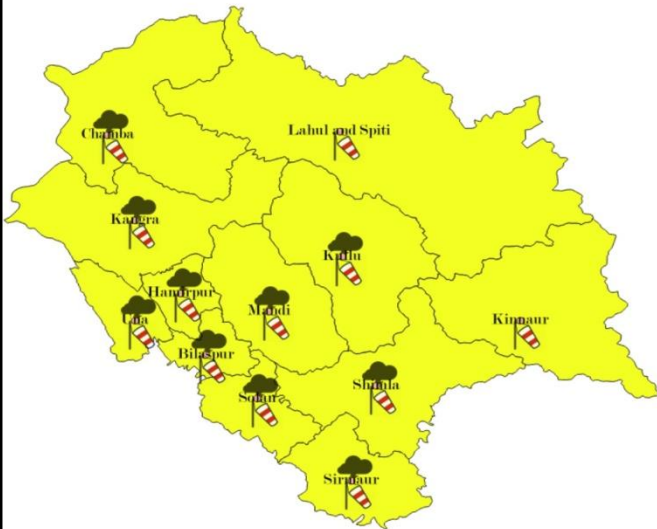 Chamba
Lahul and Spiti
Kangra
Kullu
Hamirpur
Una
Mandi
Kinnaur
Bilaspur
Shimla
Solan
Sirmaur